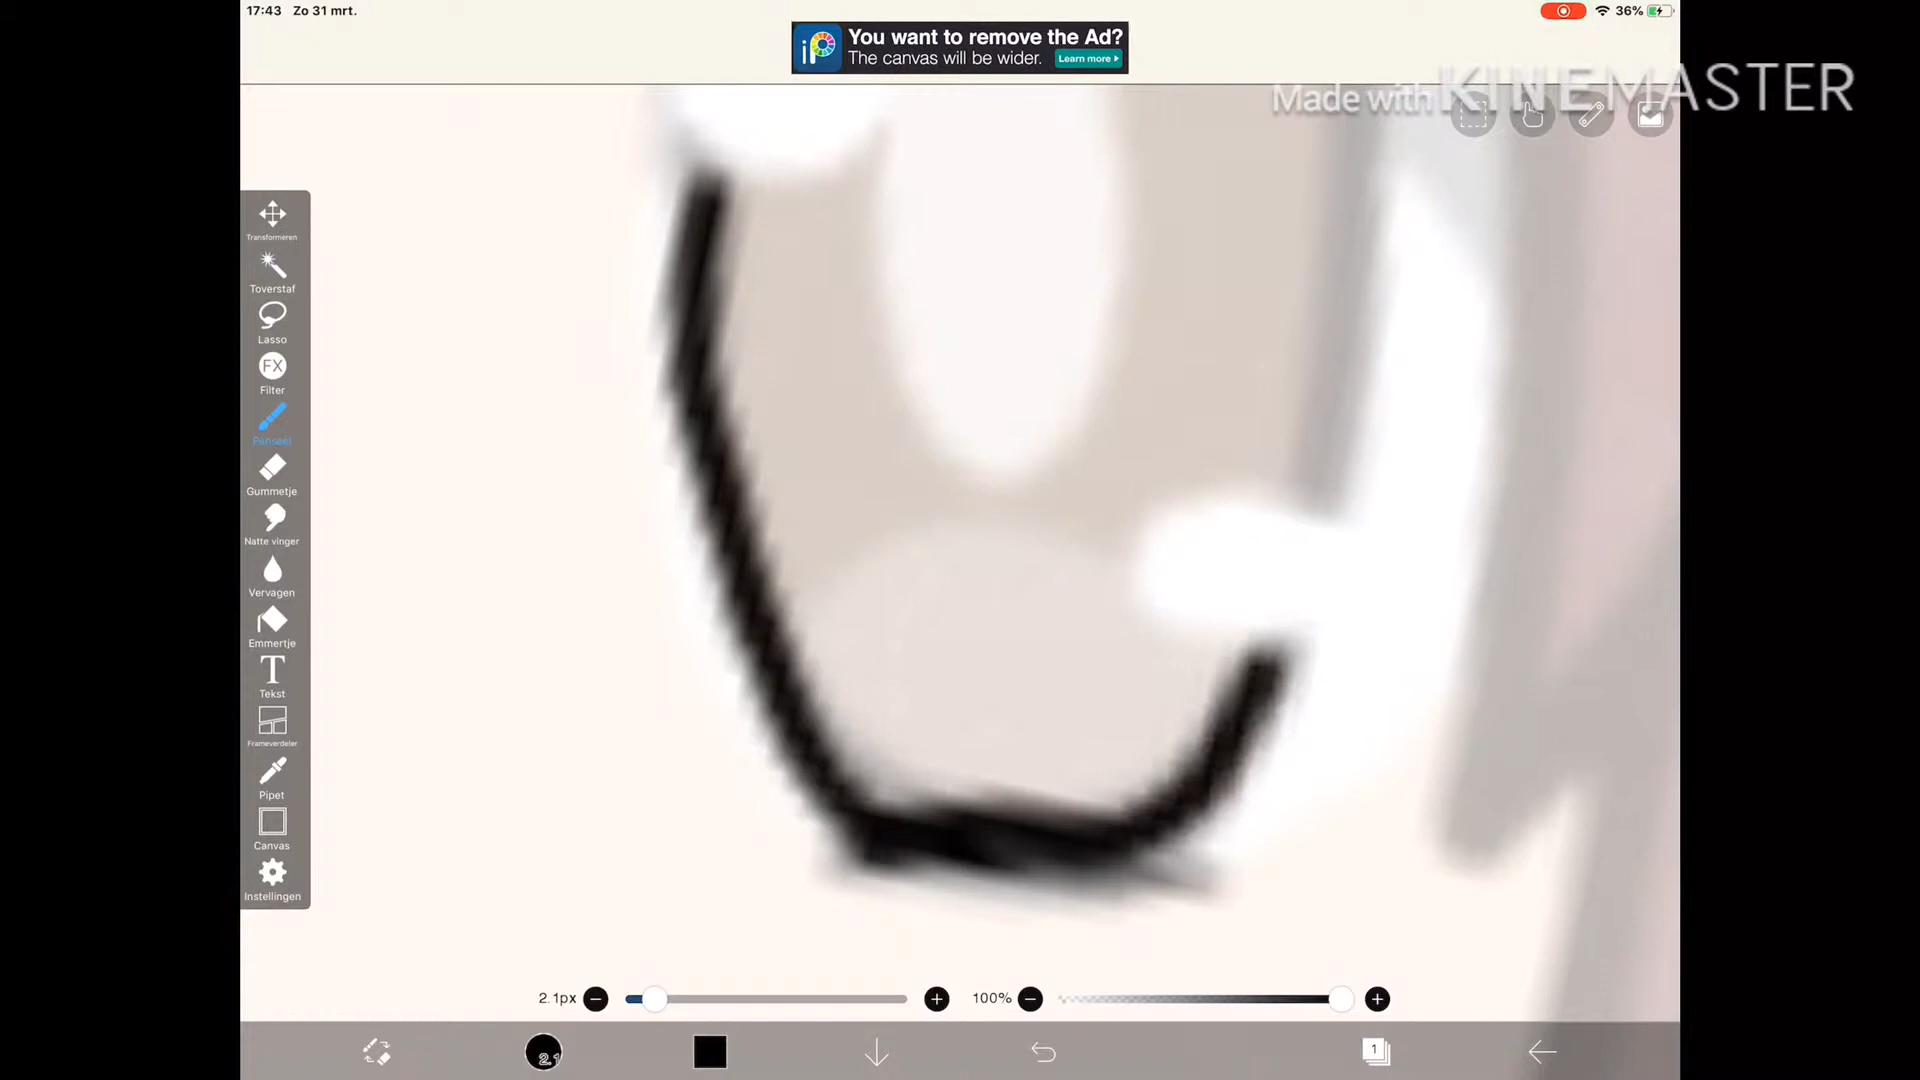 17:43 Zo 31 mrt.
36%
You want to remove the Ad?
The canvas will be wider. Learn more
Made with KINEMASTER
Transformeren
Toverstaf
Lasso
FX
Filter
Penseel
Gummetje
Natte vinger
Vervagen
Emmertje
T
Tekst
Frameverdeler
Pipet
Canvas
Instellingen
2.1px
100%
2.1
1